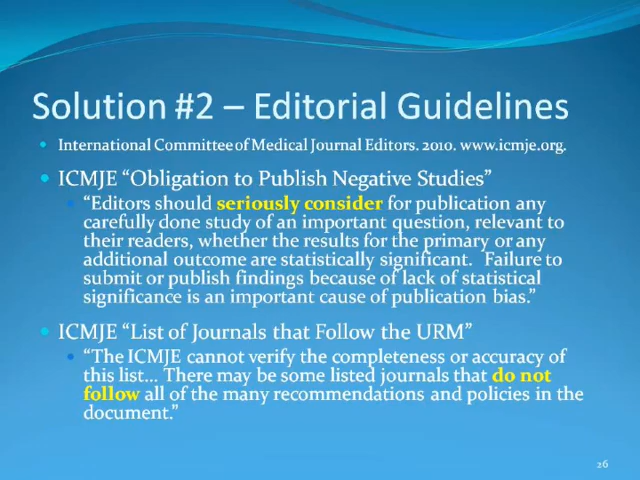 Solution #2 – Editorial Guidelines
International Committee of Medical Journal Editors. 2010. www.icmje.org.
ICMJE “Obligation to Publish Negative Studies”
“Editors should seriously consider for publication any
carefully done study of an important question, relevant to
their readers, whether the results for the primary or any
additional outcome are statistically significant.  Failure to
submit or publish findings because of lack of statistical
significance is an important cause of publication bias.”
ICMJE “List of Journals that Follow the URM”
“The ICMJE cannot verify the completeness or accuracy of
this list… There may be some listed journals that do not
follow all of the many recommendations and policies in the
document.”
26